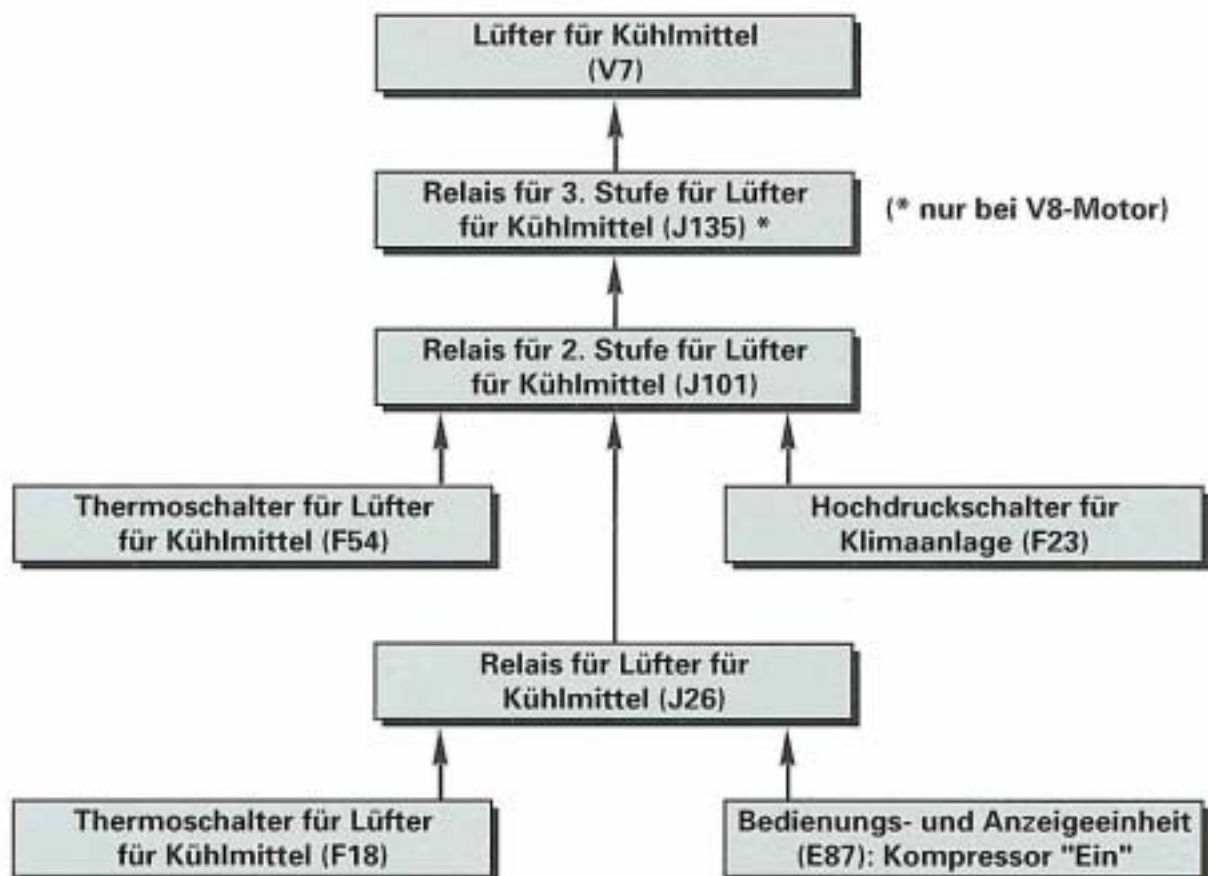 Lüfter für Kühlmittel
(V7)
Relais für 3. Stufe für Lüfter
für Kühlmittel (J135) *
(* nur bei V8-Motor)
Relais für 2. Stufe für Lüfter
für Kühlmittel (J101)
Thermoschalter für Lüfter
für Kühlmittel (F54)
Hochdruckschalter für
Klimaanlage (F23)
Relais für Lüfter für
Kühlmittel (J26)
Thermoschalter für Lüfter
für Kühlmittel (F18)
Bedienungs- und Anzeigeeinheit
(E87): Kompressor "Ein"